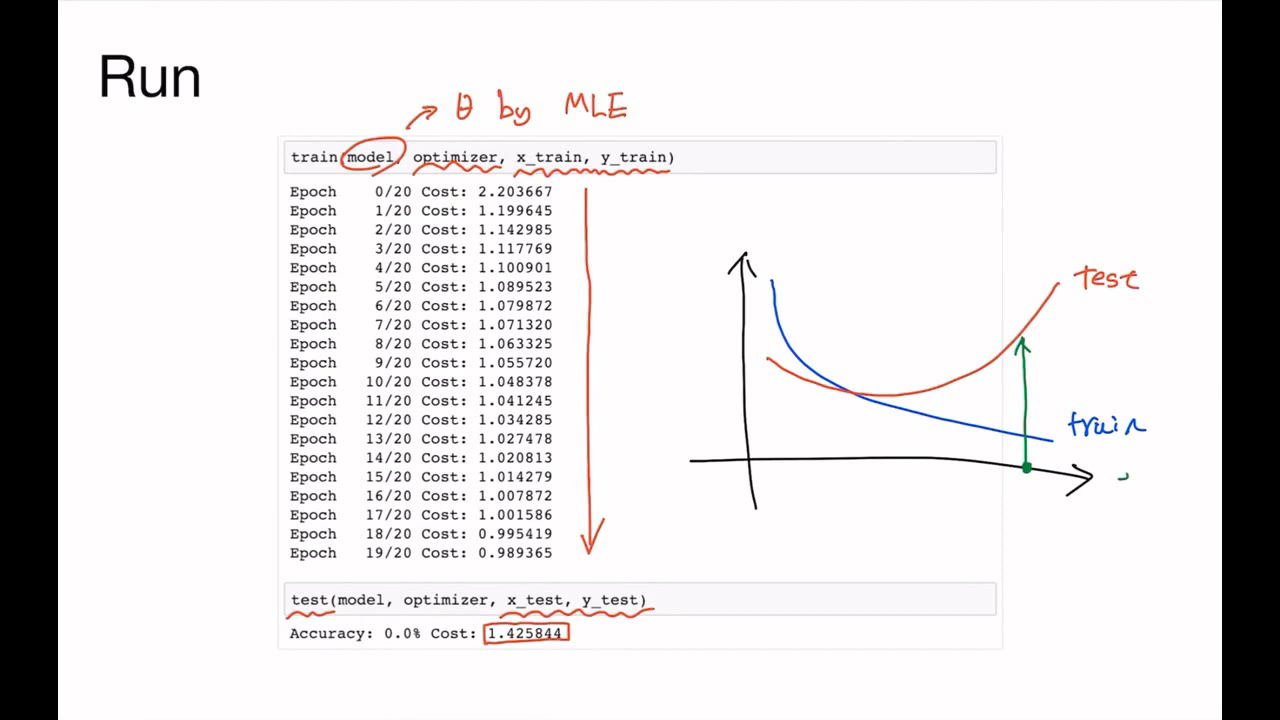 Run
θ by MLE
train(model, optimizer, x_train, y_train)
Epoch    0/20 Cost: 2.203667
Epoch    1/20 Cost: 1.199645
Epoch    2/20 Cost: 1.142985
Epoch    3/20 Cost: 1.117769
Epoch    4/20 Cost: 1.100901
Epoch    5/20 Cost: 1.089523
Epoch    6/20 Cost: 1.079872
Epoch    7/20 Cost: 1.071320
Epoch    8/20 Cost: 1.063325
Epoch    9/20 Cost: 1.055720
Epoch   10/20 Cost: 1.048378
Epoch   11/20 Cost: 1.041245
Epoch   12/20 Cost: 1.034285
Epoch   13/20 Cost: 1.027478
Epoch   14/20 Cost: 1.020813
Epoch   15/20 Cost: 1.014279
Epoch   16/20 Cost: 1.007872
Epoch   17/20 Cost: 1.001586
Epoch   18/20 Cost: 0.995419
Epoch   19/20 Cost: 0.989365
test
train
test(model, optimizer, x_test, y_test)
Accuracy: 0.0% Cost: 1.425844